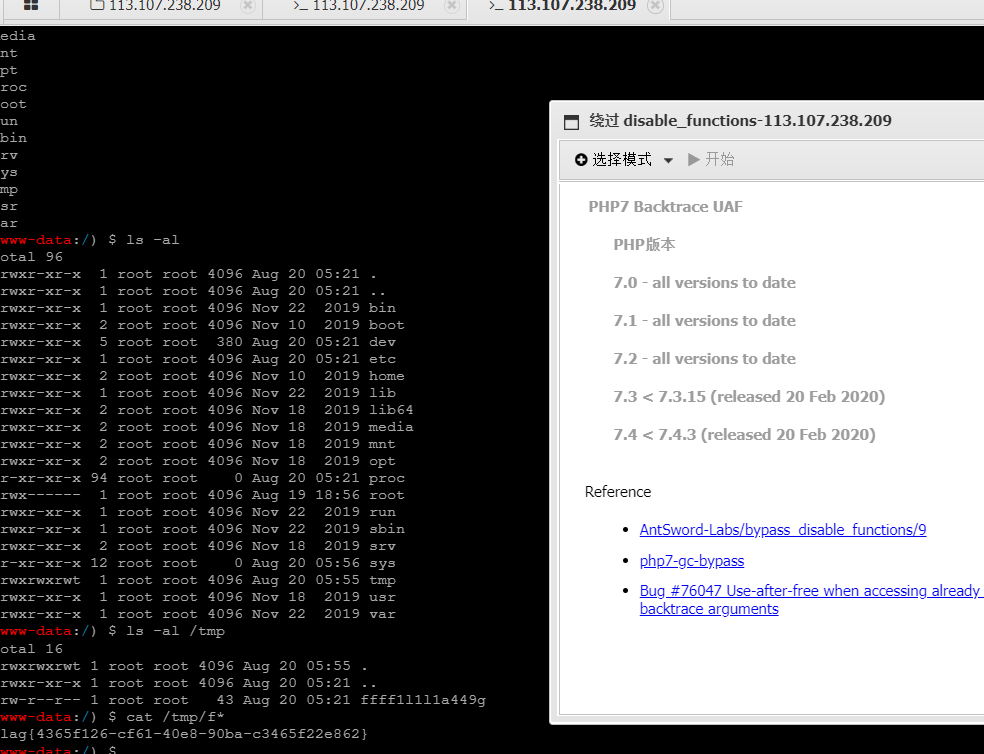 113.107.238.209
>_ 113.107.238.209
>_ 113.107.238.209
edia
nt
pt
roc
oot
un
bin
rv
ys
mp
sr
ar
www-data:/) $ ls -al
otal 96
rwxr-xr-x 1 root root 4096 Aug 20 05:21 .
rwxr-xr-x 1 root root 4096 Aug 20 05:21 ..
rwxr-xr-x 1 root root 4096 Nov 22 2019 bin
rwxr-xr-x 2 root root 4096 Nov 10 2019 boot
rwxr-xr-x 5 root root 380 Aug 20 05:21 dev
rwxr-xr-x 1 root root 4096 Aug 20 05:21 etc
rwxr-xr-x 2 root root 4096 Nov 10 2019 home
rwxr-xr-x 1 root root 4096 Nov 22 2019 lib
rwxr-xr-x 2 root root 4096 Nov 18 2019 lib64
rwxr-xr-x 2 root root 4096 Nov 18 2019 media
rwxr-xr-x 2 root root 4096 Nov 18 2019 mnt
rwxr-xr-x 2 root root 4096 Nov 18 2019 opt
r-xr-xr-x 94 root root 0 Aug 20 05:21 proc
rwx------ 1 root root 4096 Aug 19 18:56 root
rwxr-xr-x 1 root root 4096 Nov 22 2019 run
rwxr-xr-x 1 root root 4096 Nov 22 2019 sbin
rwxr-xr-x 2 root root 4096 Nov 18 2019 srv
r-xr-xr-x 12 root root 0 Aug 20 05:56 sys
rwxrwxrwt 1 root root 4096 Aug 20 05:55 tmp
rwxr-xr-x 1 root root 4096 Nov 18 2019 usr
rwxr-xr-x 1 root root 4096 Nov 22 2019 var
www-data:/) $ ls -al /tmp
otal 16
rwxrwxrwt 1 root root 4096 Aug 20 05:55 .
rwxr-xr-x 1 root root 4096 Aug 20 05:21 ..
rw-r--r-- 1 root root 43 Aug 20 05:21 ffff1l1l1a449g
www-data:/) $ cat /tmp/f*
lag{4365f126-cf61-40e8-90ba-c3465f22e862}
www-data:/) $
绕过 disable_functions-113.107.238.209
选择模式 开始
PHP7 Backtrace UAF
PHP版本
7.0 - all versions to date
7.1 - all versions to date
7.2 - all versions to date
7.3 < 7.3.15 (released 20 Feb 2020)
7.4 < 7.4.3 (released 20 Feb 2020)
Reference
AntSword-Labs/bypass_disable_functions/9
php7-gc-bypass
Bug #76047 Use-after-free when accessing already
backtrace arguments